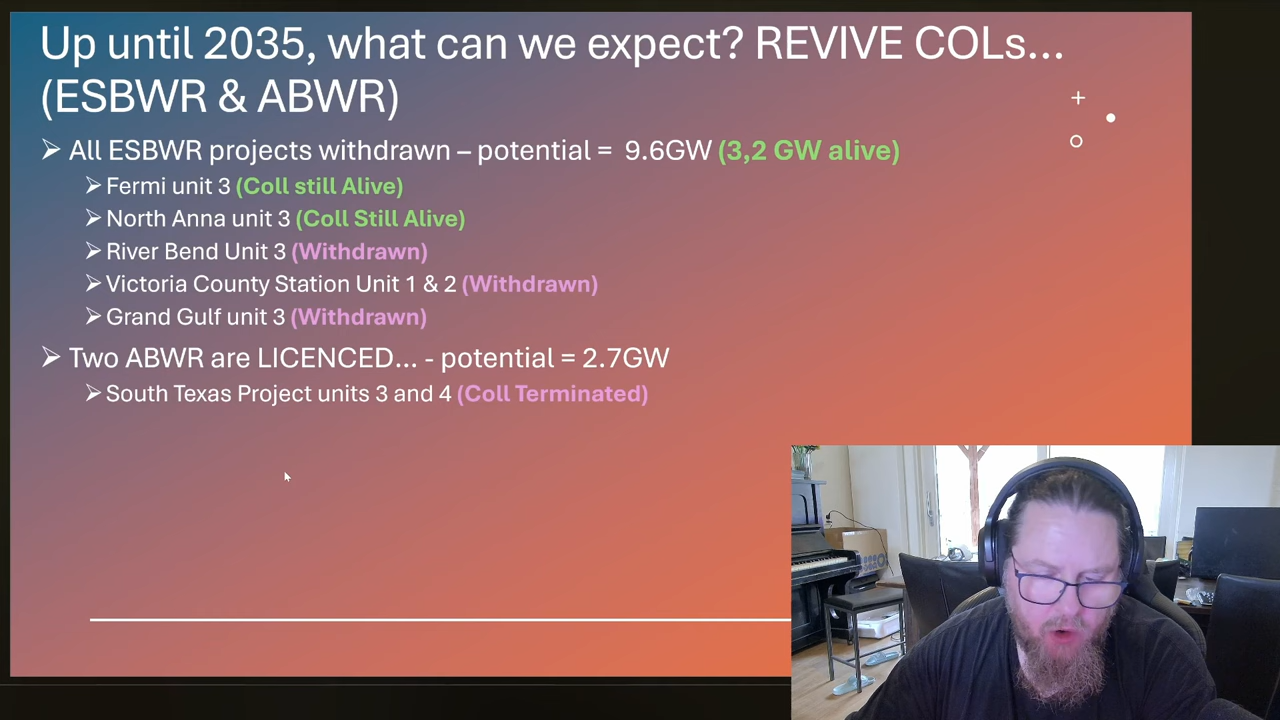 Up until 2035, what can we expect? REVIVE COLs...
(ESBWR & ABWR)
All ESBWR projects withdrawn – potential = 9.6GW (3,2 GW alive)
Fermi unit 3 (Coll still Alive)
North Anna unit 3 (Coll Still Alive)
River Bend Unit 3 (Withdrawn)
Victoria County Station Unit 1 & 2 (Withdrawn)
Grand Gulf unit 3 (Withdrawn)
Two ABWR are LICENCED... - potential = 2.7GW
South Texas Project units 3 and 4 (Coll Terminated)